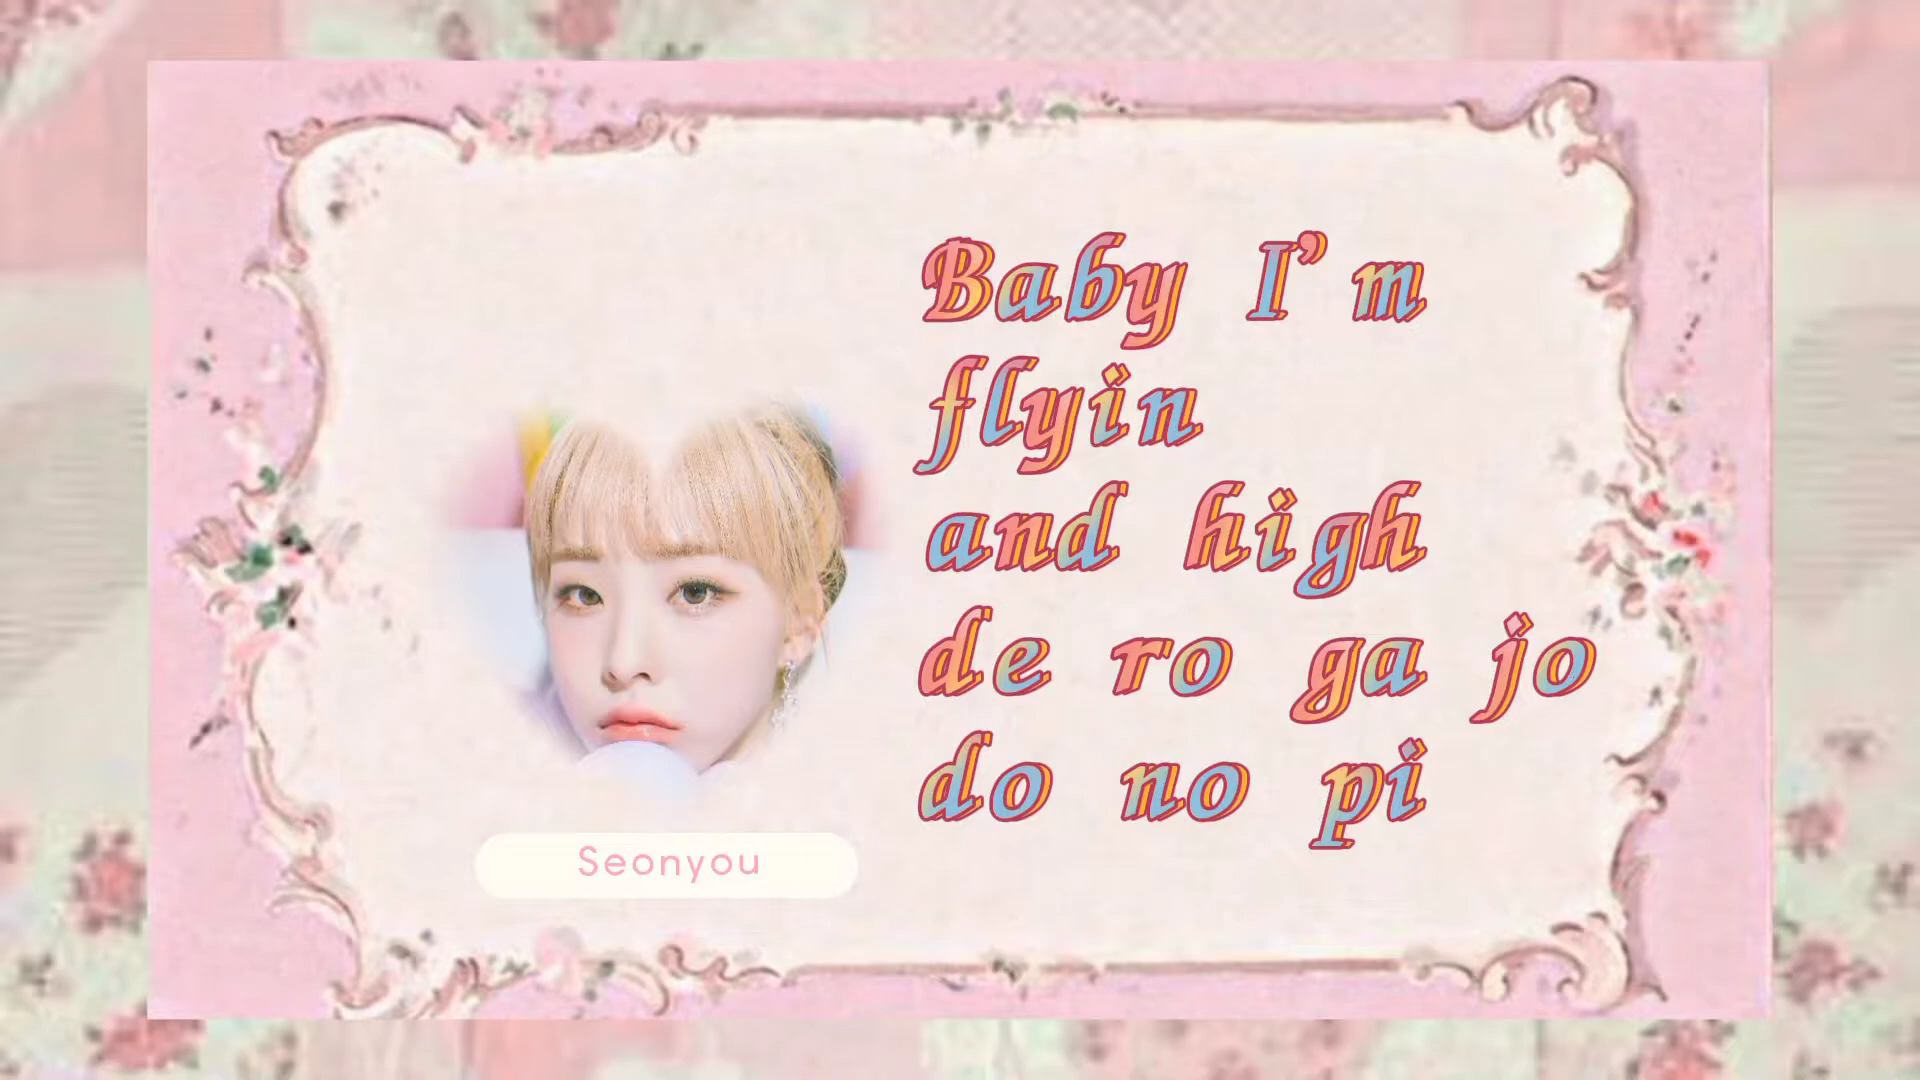 Baby I'm
flyin
and high
de ro ga jo
do no pi
Seonyou